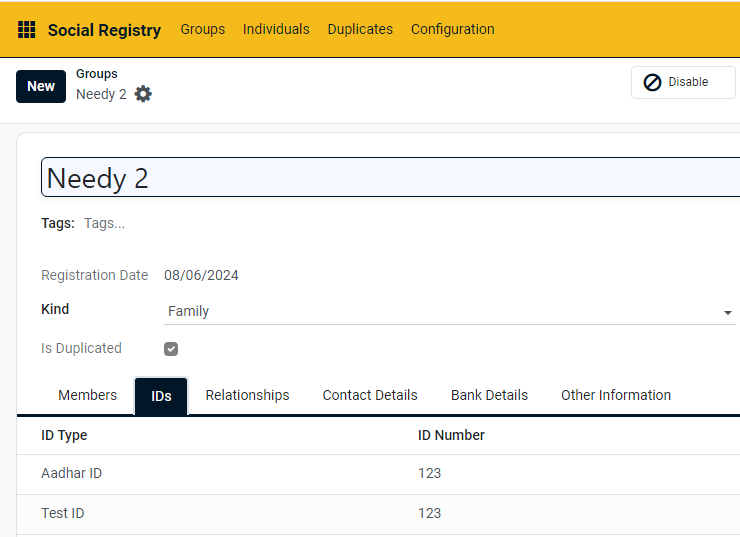 Social Registry Groups Individuals Duplicates Configuration
New Groups Needy 2 Disable
Needy 2
Tags: Tags...
Registration Date 08/06/2024
Kind Family
Is Duplicated
Members IDs Relationships Contact Details Bank Details Other Information
ID Type ID Number
Aadhar ID 123
Test ID 123